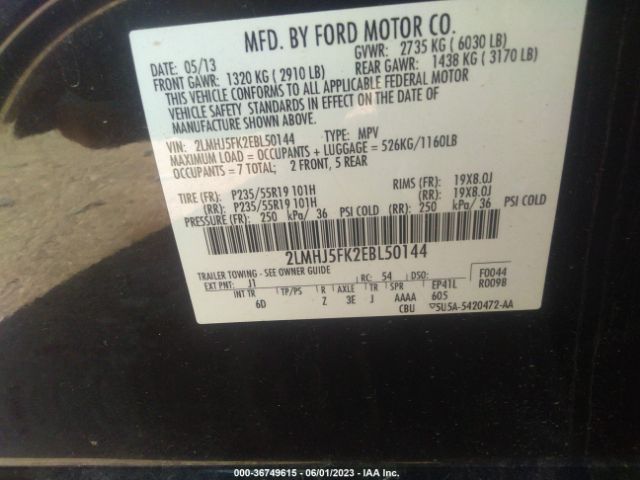 MFD. BY FORD MOTOR CO.
DATE: 05/13 GVWR: 2735 KG ( 6030 LB)
FRONT GAWR: 1320 KG ( 2910 LB) REAR GAWR: 1438 KG ( 3170 LB)
THIS VEHICLE CONFORMS TO ALL APPLICABLE FEDERAL MOTOR
VEHICLE SAFETY STANDARDS IN EFFECT ON THE DATE OF
MANUFACTURE SHOWN ABOVE.
VIN: 2LMHJ5FK2EBL50144 TYPE: MPV
MAXIMUM LOAD = OCCUPANTS + LUGGAGE = 526KG/1160LB
OCCUPANTS = 7 TOTAL; 2 FRONT, 5 REAR
TIRE (FR): P235/55R19 101H RIMS (FR): 19X8.0J
(RR): P235/55R19 101H (RR): 19X8.0J
PRESSURE (FR): 250 kPa/ 36 PSI COLD (RR): 250 kPa/ 36 PSI COLD
2LMHJ5FK2EBL50144
TRAILER TOWING - SEE OWNER GUIDE
EXT PNT: J1 RC: 54 DSO: F0044
INT TR TP/PS R AXLE TR SPR EP41L R009B
6D Z 3E J AAAA 605
CBU ▽5U5A-5420472-AA
000-36749615 - 06/01/2023 - IAA Inc.